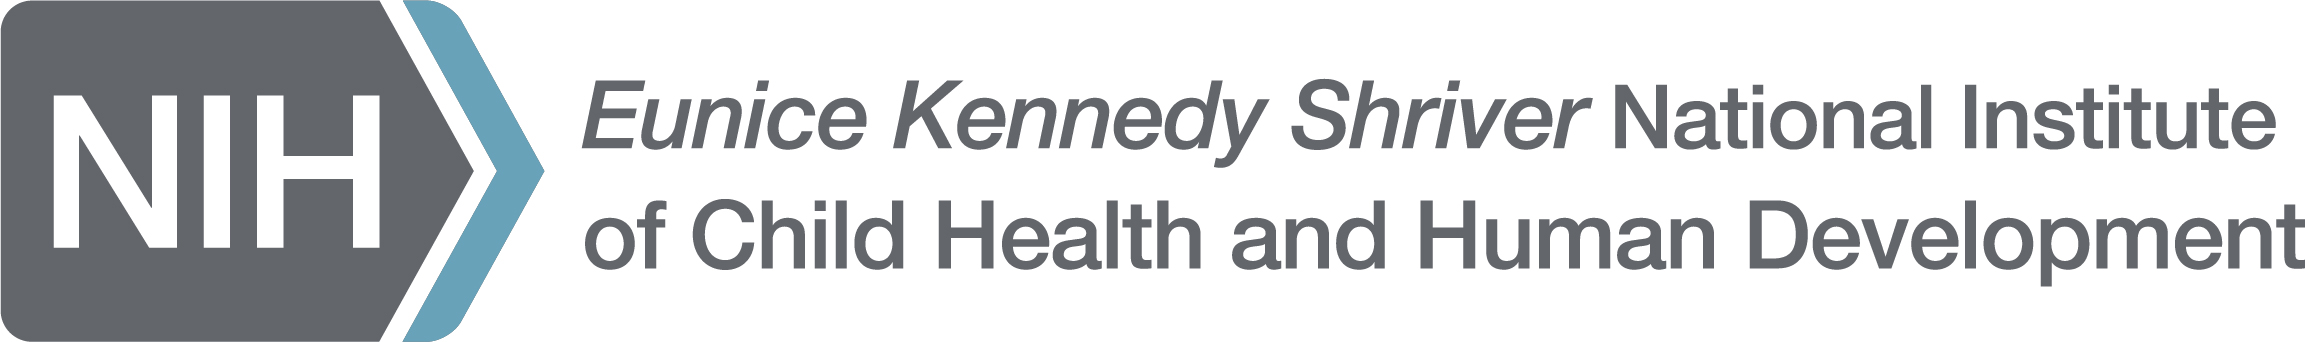 NIH
Eunice Kennedy Shriver National Institute
of Child Health and Human Development